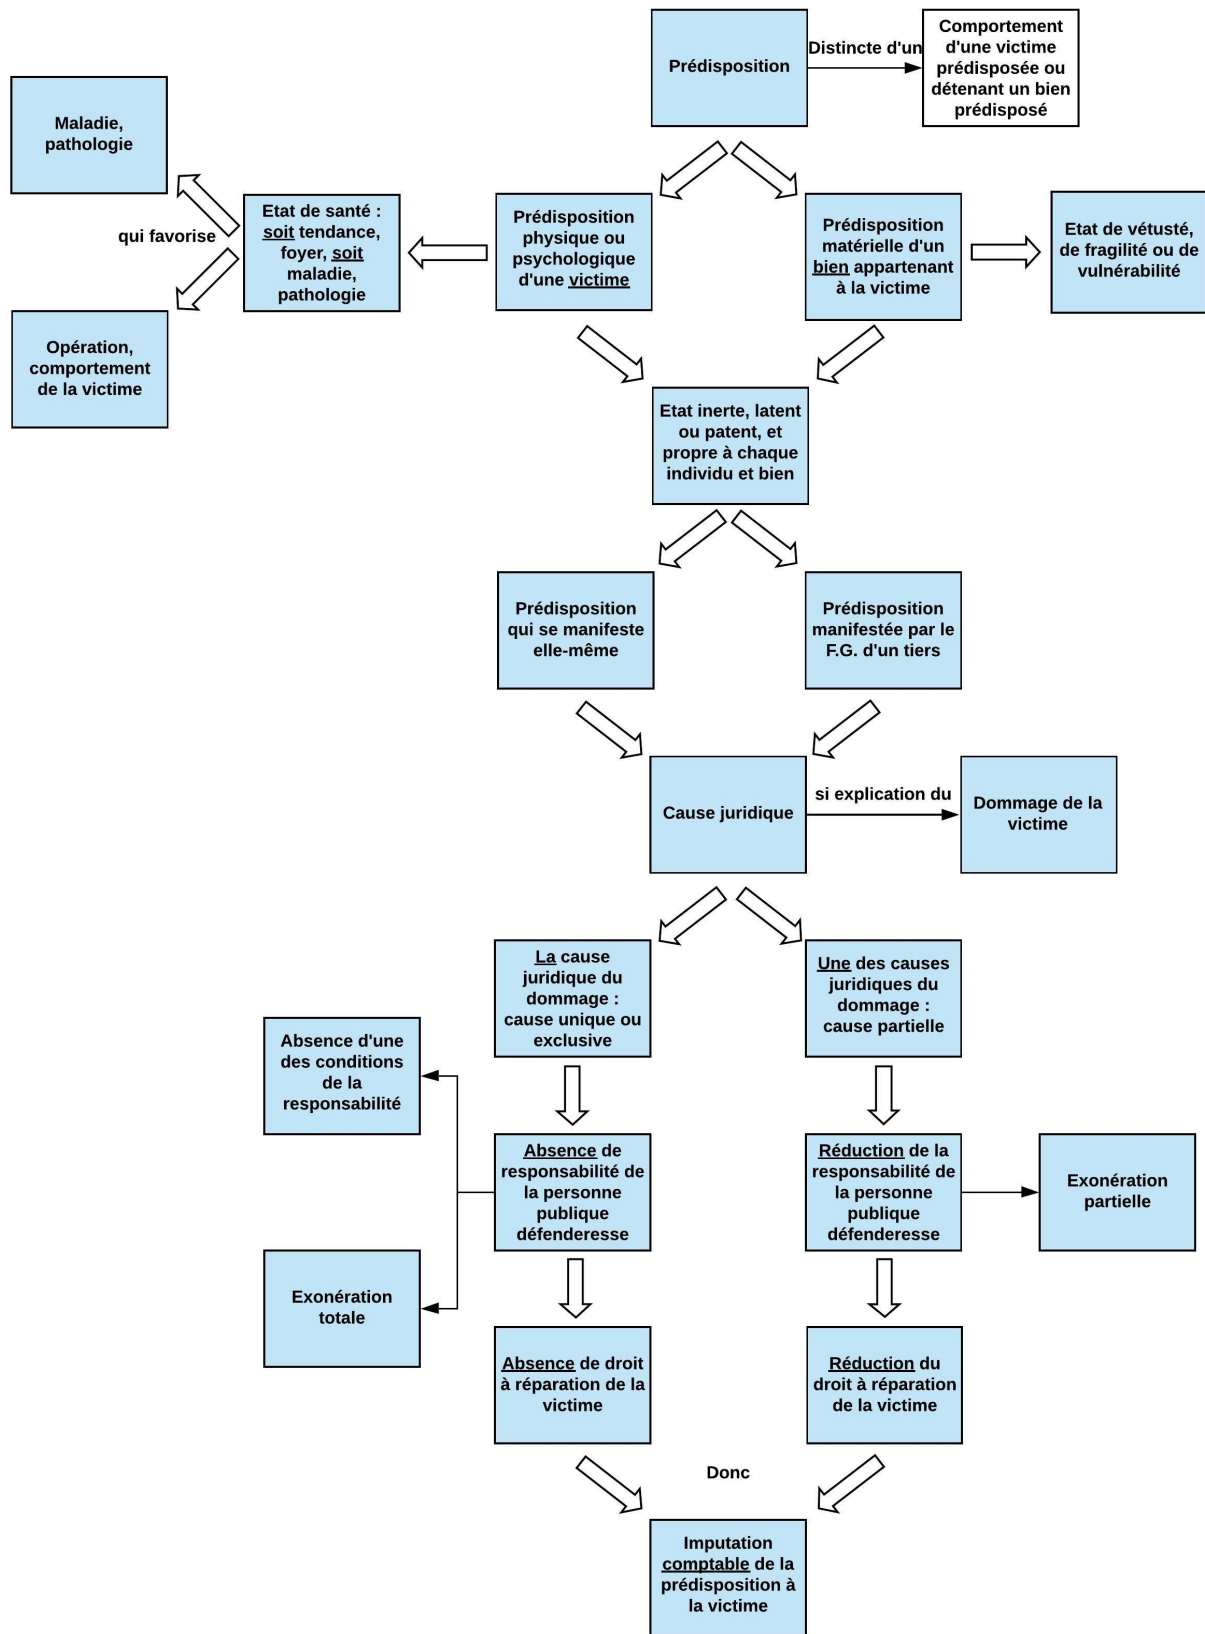 Prédisposition
Distincte d'un
Comportement
d'une victime
prédisposée ou
détenant un bien
prédisposé
Maladie,
pathologie
qui favorise
Opération,
comportement
de la victime
Etat de santé :
soit tendance,
foyer, soit
maladie,
pathologie
Prédisposition
physique ou
psychologique
d'une victime
Prédisposition
matérielle d'un
bien appartenant
à la victime
Etat de vétusté,
de fragilité ou de
vulnérabilité
Etat inerte, latent
ou patent, et
propre à chaque
individu et bien
Prédisposition
qui se manifeste
elle-même
Prédisposition
manifestée par le
F.G. d'un tiers
Cause juridique
si explication du
Dommage de la
victime
La cause
juridique du
dommage :
cause unique ou
exclusive
Une des causes
juridiques du
dommage :
cause partielle
Absence d'une
des conditions
de la
responsabilité
Absence de
responsabilité de
la personne
publique
défenderesse
Réduction de la
responsabilité de
la personne
publique
défenderesse
Exonération
partielle
Exonération
totale
Absence de droit
à réparation de la
victime
Réduction du
droit à réparation
de la victime
Donc
Imputation
comptable de la
prédisposition à
la victime